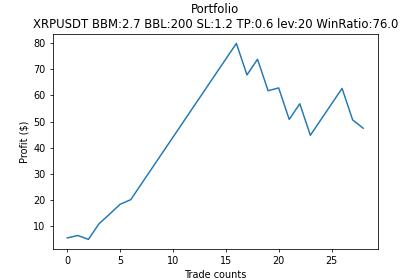 Portfolio
XRPUSDT BBM:2.7 BBL:200 SL:1.2 TP:0.6 lev:20 WinRatio:76.0
80
70
60
50
40
30
20
10
Profit ($)
0 5 10 15 20 25
Trade counts